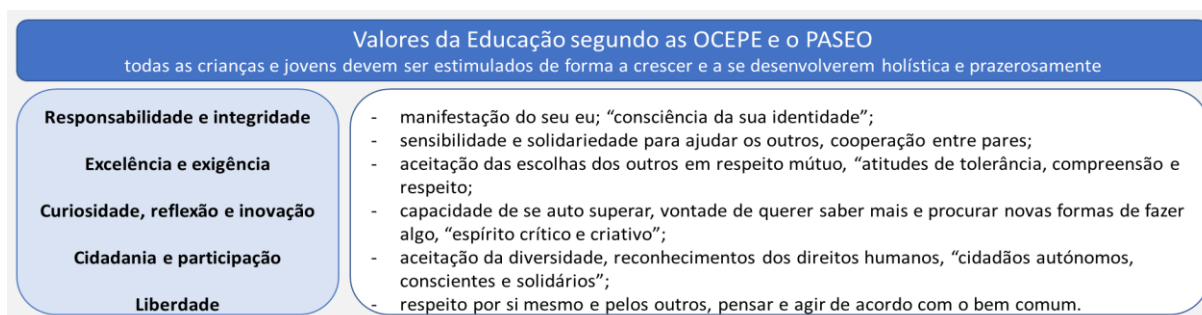 Valores da Educação segundo as OCEPE e o PASEO
todas as crianças e jovens devem ser estimulados de forma a crescer e a se desenvolverem holística e prazerosamente
Responsabilidade e integridade
Excelência e exigência
Curiosidade, reflexão e inovação
Cidadania e participação
Liberdade
- manifestação do seu eu; “consciência da sua identidade”;
- sensibilidade e solidariedade para ajudar os outros, cooperação entre pares;
- aceitação das escolhas dos outros em respeito mútuo, “atitudes de tolerância, compreensão e
respeito;
- capacidade de se auto superar, vontade de querer saber mais e procurar novas formas de fazer
algo, “espírito crítico e criativo”;
- aceitação da diversidade, reconhecimentos dos direitos humanos, “cidadãos autónomos,
conscientes e solidários”;
- respeito por si mesmo e pelos outros, pensar e agir de acordo com o bem comum.